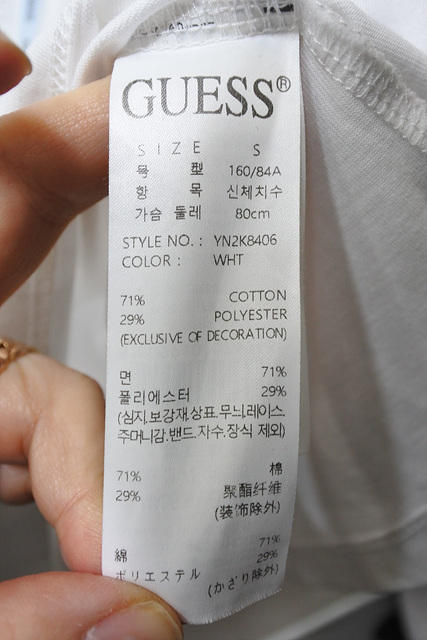 GUESS®
SIZE S
号 型 160/84A
항 목 신체치수
가슴 둘레 80cm
STYLE NO. : YN2K8406
COLOR : WHT
71% COTTON
29% POLYESTER
(EXCLUSIVE OF DECORATION)
면 71%
폴리에스터 29%
(심지.보강재.상표.무늬.레이스
주머니감.밴드.자수.장식 제외)
71% 棉
29% 聚酯纤维
(装饰除外)
綿 71%
ポリエステル 29%
(かざり除外)